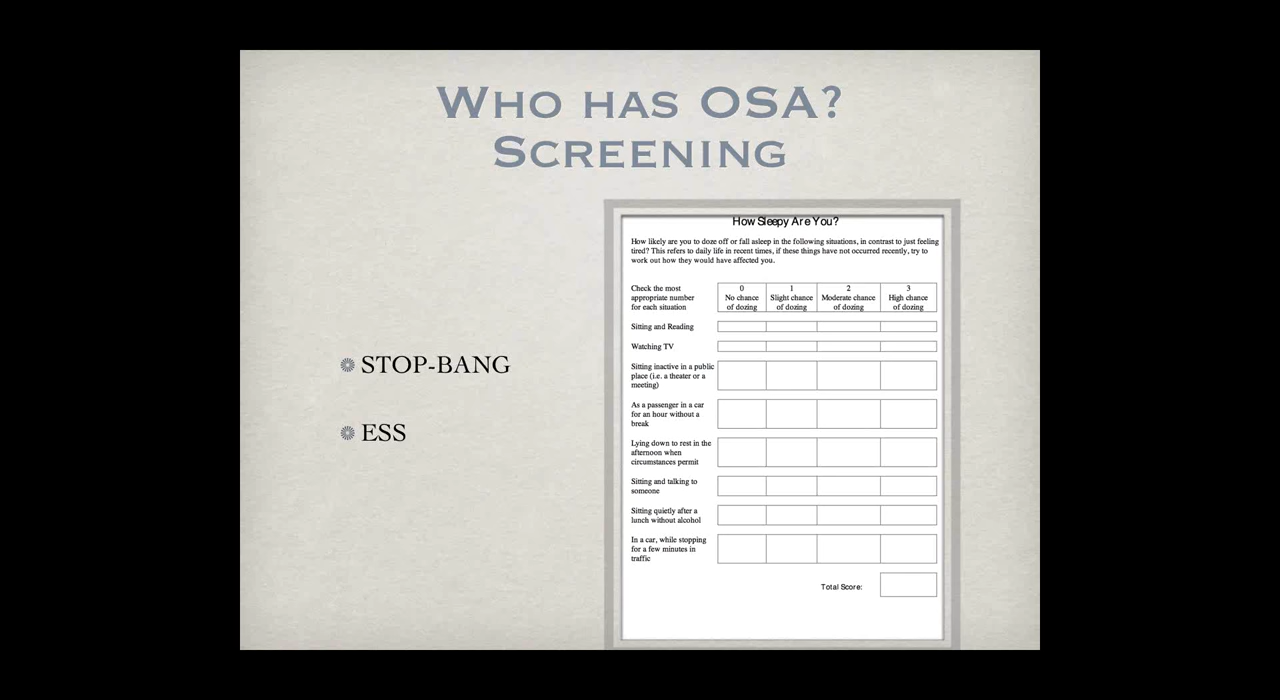 WHO HAS OSA?
SCREENING
STOP-BANG
ESS
How Sleepy Are You?
How likely are you to doze off or fall asleep in the following situations, in contrast to just feeling
tired? This refers to daily life in recent times, if these things have not occurred recently, try to
work out how they would have affected you.
Check the most
appropriate number
for each situation
0 1 2 3
No chance Slight chance Moderate chance High chance
of dozing of dozing of dozing of dozing
Sitting and Reading
Watching TV
Sitting inactive in a public
place (i.e. a theater or a
meeting)
As a passenger in a car
for an hour without a
break
Lying down to rest in the
afternoon when
circumstances permit
Sitting and talking to
someone
Sitting quietly after a
lunch without alcohol
In a car, while stopping
for a few minutes in
traffic
Total Score: